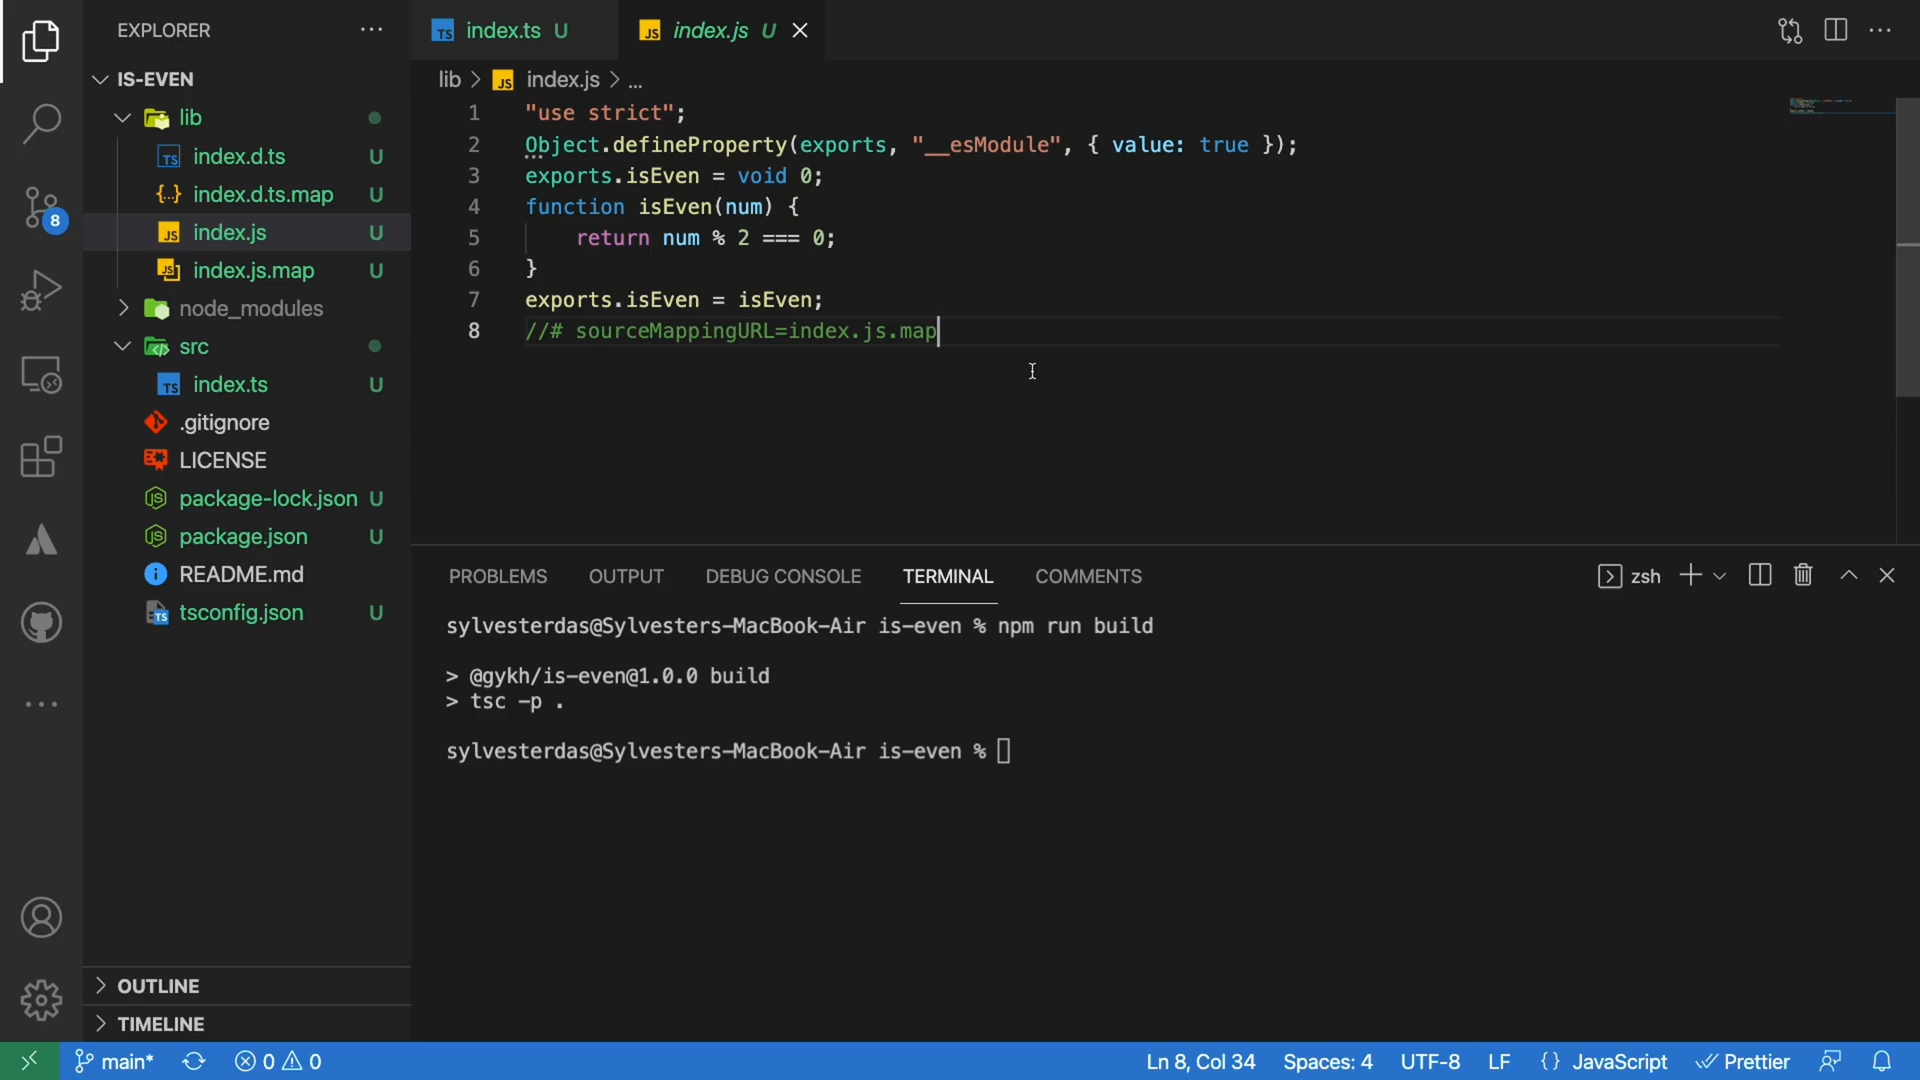 EXPLORER
IS-EVEN
lib
index.d.ts U
index.d.ts.map U
index.js U
index.js.map U
node_modules
src
index.ts U
.gitignore
LICENSE
package-lock.json U
package.json U
README.md
tsconfig.json U
OUTLINE
TIMELINE
8
TS index.ts U
JS index.js U
lib > JS index.js > ...
1 "use strict";
2 Object.defineProperty(exports, "__esModule", { value: true });
3 exports.isEven = void 0;
4 function isEven(num) {
5 return num % 2 === 0;
6 }
7 exports.isEven = isEven;
8 //# sourceMappingURL=index.js.map
PROBLEMS OUTPUT DEBUG CONSOLE TERMINAL COMMENTS zsh
sylvesterdas@Sylvesters-MacBook-Air is-even % npm run build
> @gykh/is-even@1.0.0 build
> tsc -p .
sylvesterdas@Sylvesters-MacBook-Air is-even %
main* 0 0 Ln 8, Col 34 Spaces: 4 UTF-8 LF {} JavaScript Prettier